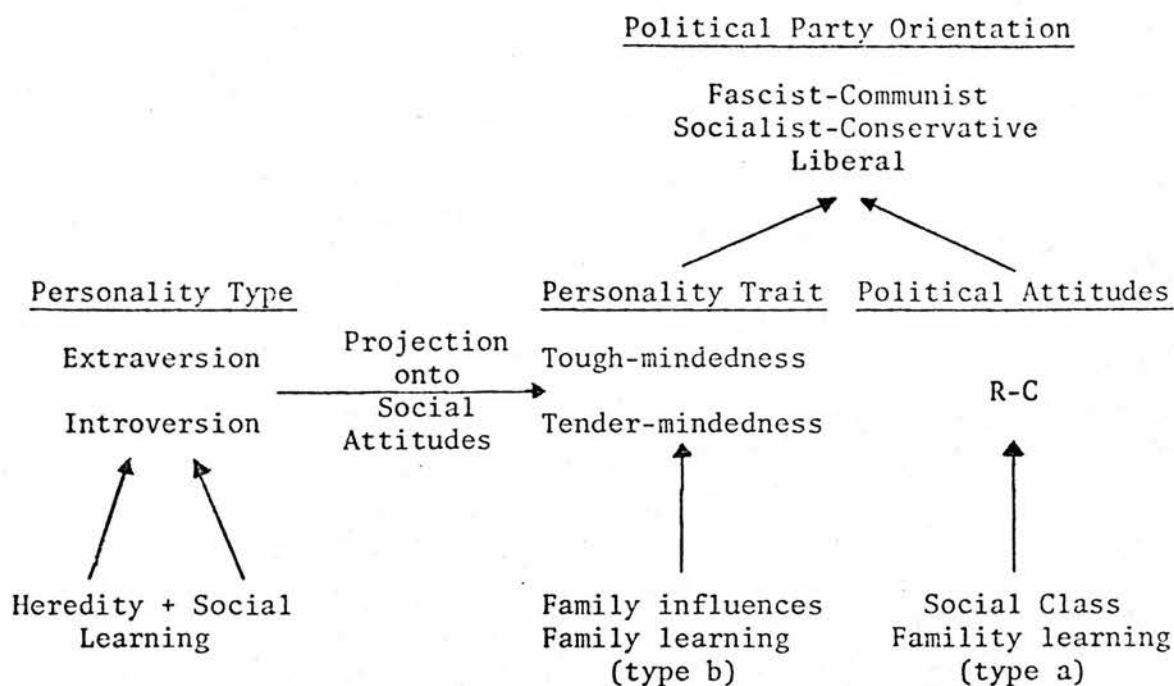 Political Party Orientation
Fascist-Communist
Socialist-Conservative
Liberal
Personality Type
Extraversion
Introversion
Projection
onto
Social
Attitudes
Personality Trait
Tough-mindedness
Tender-mindedness
Political Attitudes
R-C
Heredity + Social
Learning
Family influences
Family learning
(type b)
Social Class
Famility learning
(type a)